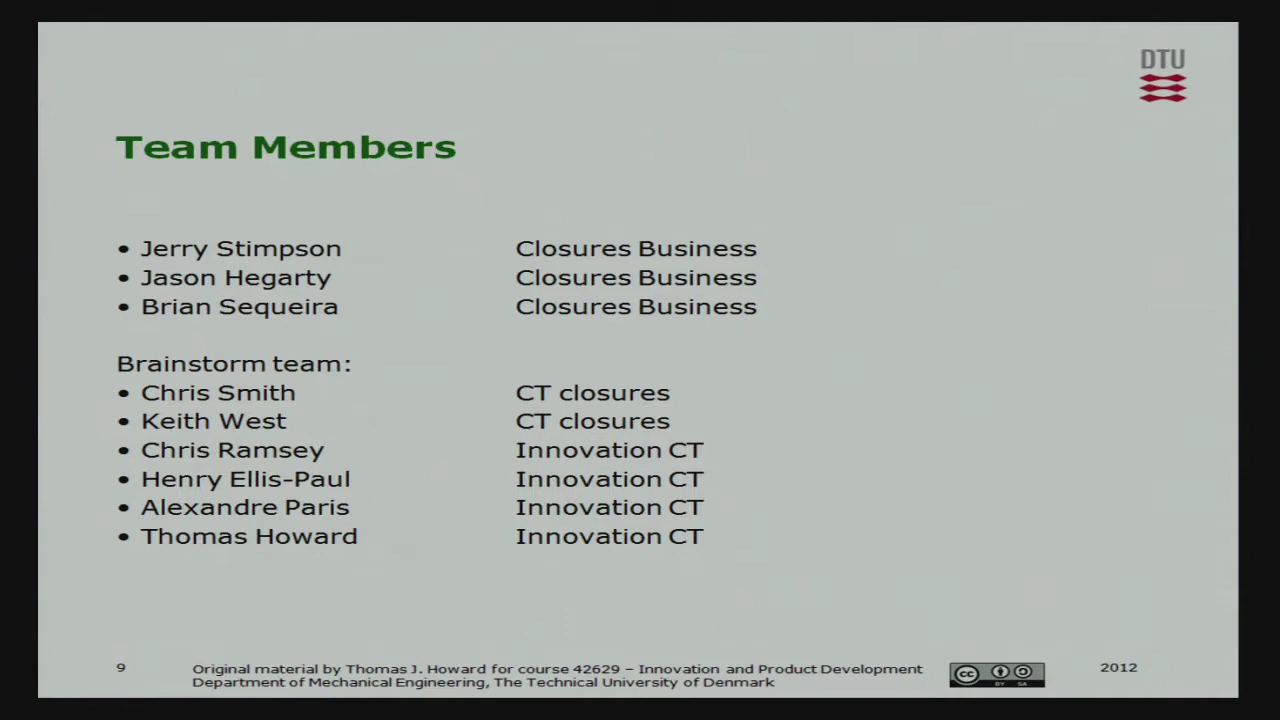 DTU
Team Members
• Jerry Stimpson Closures Business
• Jason Hegarty Closures Business
• Brian Sequeira Closures Business
Brainstorm team:
• Chris Smith CT closures
• Keith West CT closures
• Chris Ramsey Innovation CT
• Henry Ellis-Paul Innovation CT
• Alexandre Paris Innovation CT
• Thomas Howard Innovation CT
9 Original material by Thomas J. Howard for course 42629 – Innovation and Product Development 2012
Department of Mechanical Engineering, The Technical University of Denmark
cc BY SA